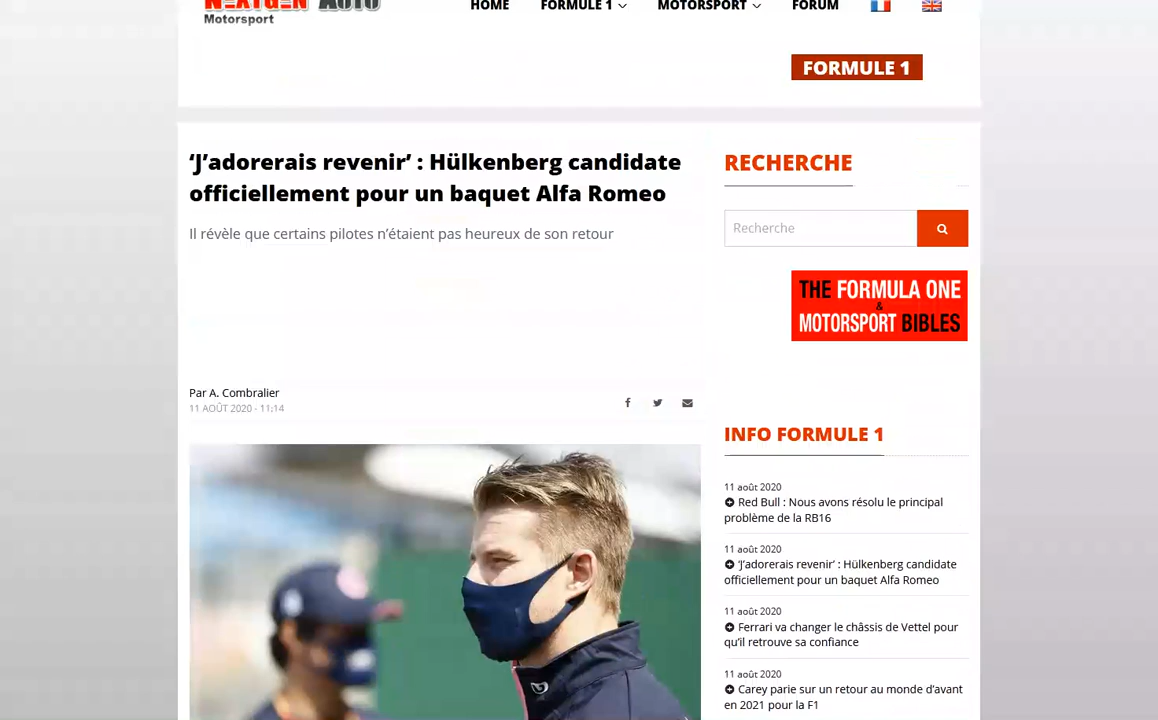 NEXTGEN AUTO
Motorsport
HOME FORMULE 1 MOTORSPORT FORUM
FORMULE 1
‘J’adorerais revenir’ : Hülkenberg candidate
officiellement pour un baquet Alfa Romeo
Il révèle que certains pilotes n’étaient pas heureux de son retour
Par A. Combralier
11 AOÛT 2020 - 11:14
RECHERCHE
Recherche
THE FORMULA ONE
&
MOTORSPORT BIBLES
INFO FORMULE 1
11 août 2020
Red Bull : Nous avons résolu le principal
problème de la RB16
11 août 2020
‘J’adorerais revenir’ : Hülkenberg candidate
officiellement pour un baquet Alfa Romeo
11 août 2020
Ferrari va changer le châssis de Vettel pour
qu’il retrouve sa confiance
11 août 2020
Carey parie sur un retour au monde d’avant
en 2021 pour la F1